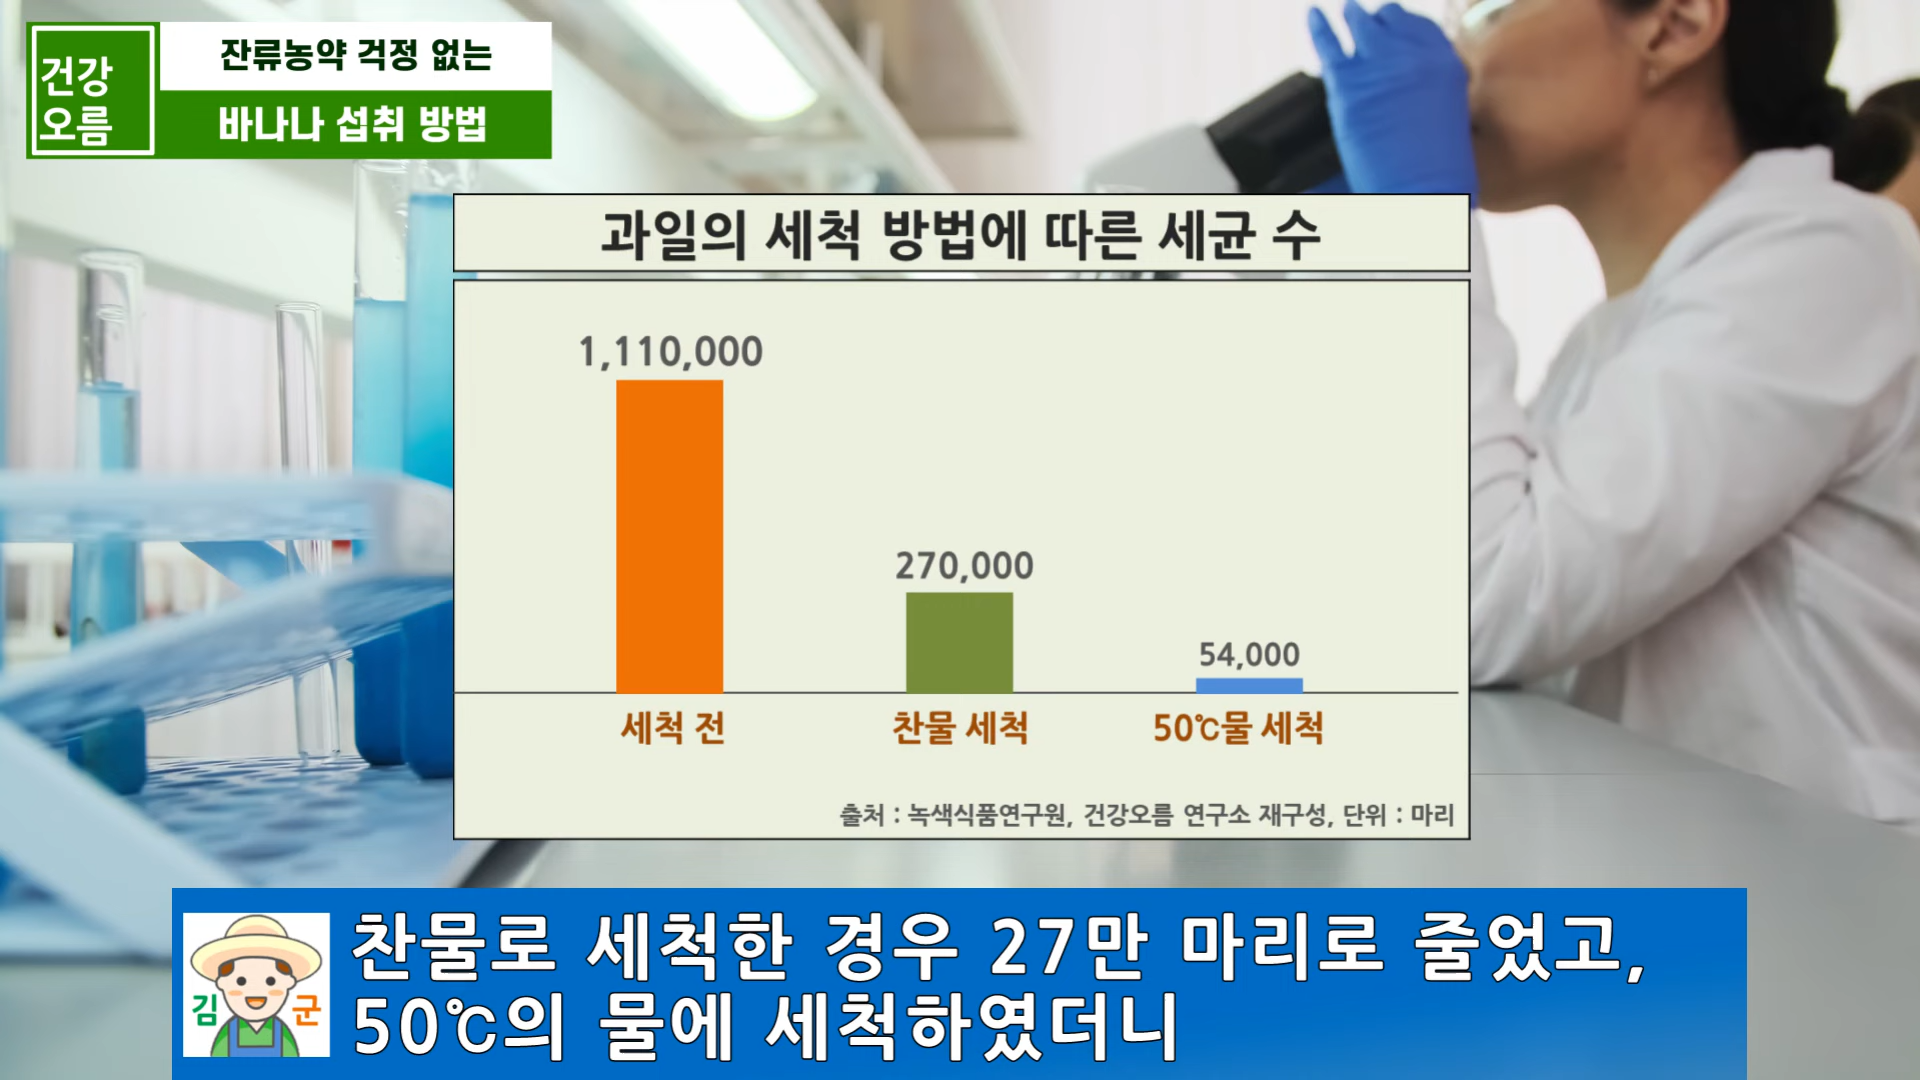 건강
오름
잔류농약 걱정 없는
바나나 섭취 방법
과일의 세척 방법에 따른 세균 수
1,110,000
270,000
54,000
세척 전
찬물 세척
50℃물 세척
출처 : 녹색식품연구원, 건강오름 연구소 재구성, 단위 : 마리
김 군
찬물로 세척한 경우 27만 마리로 줄었고,
50℃의 물에 세척하였더니